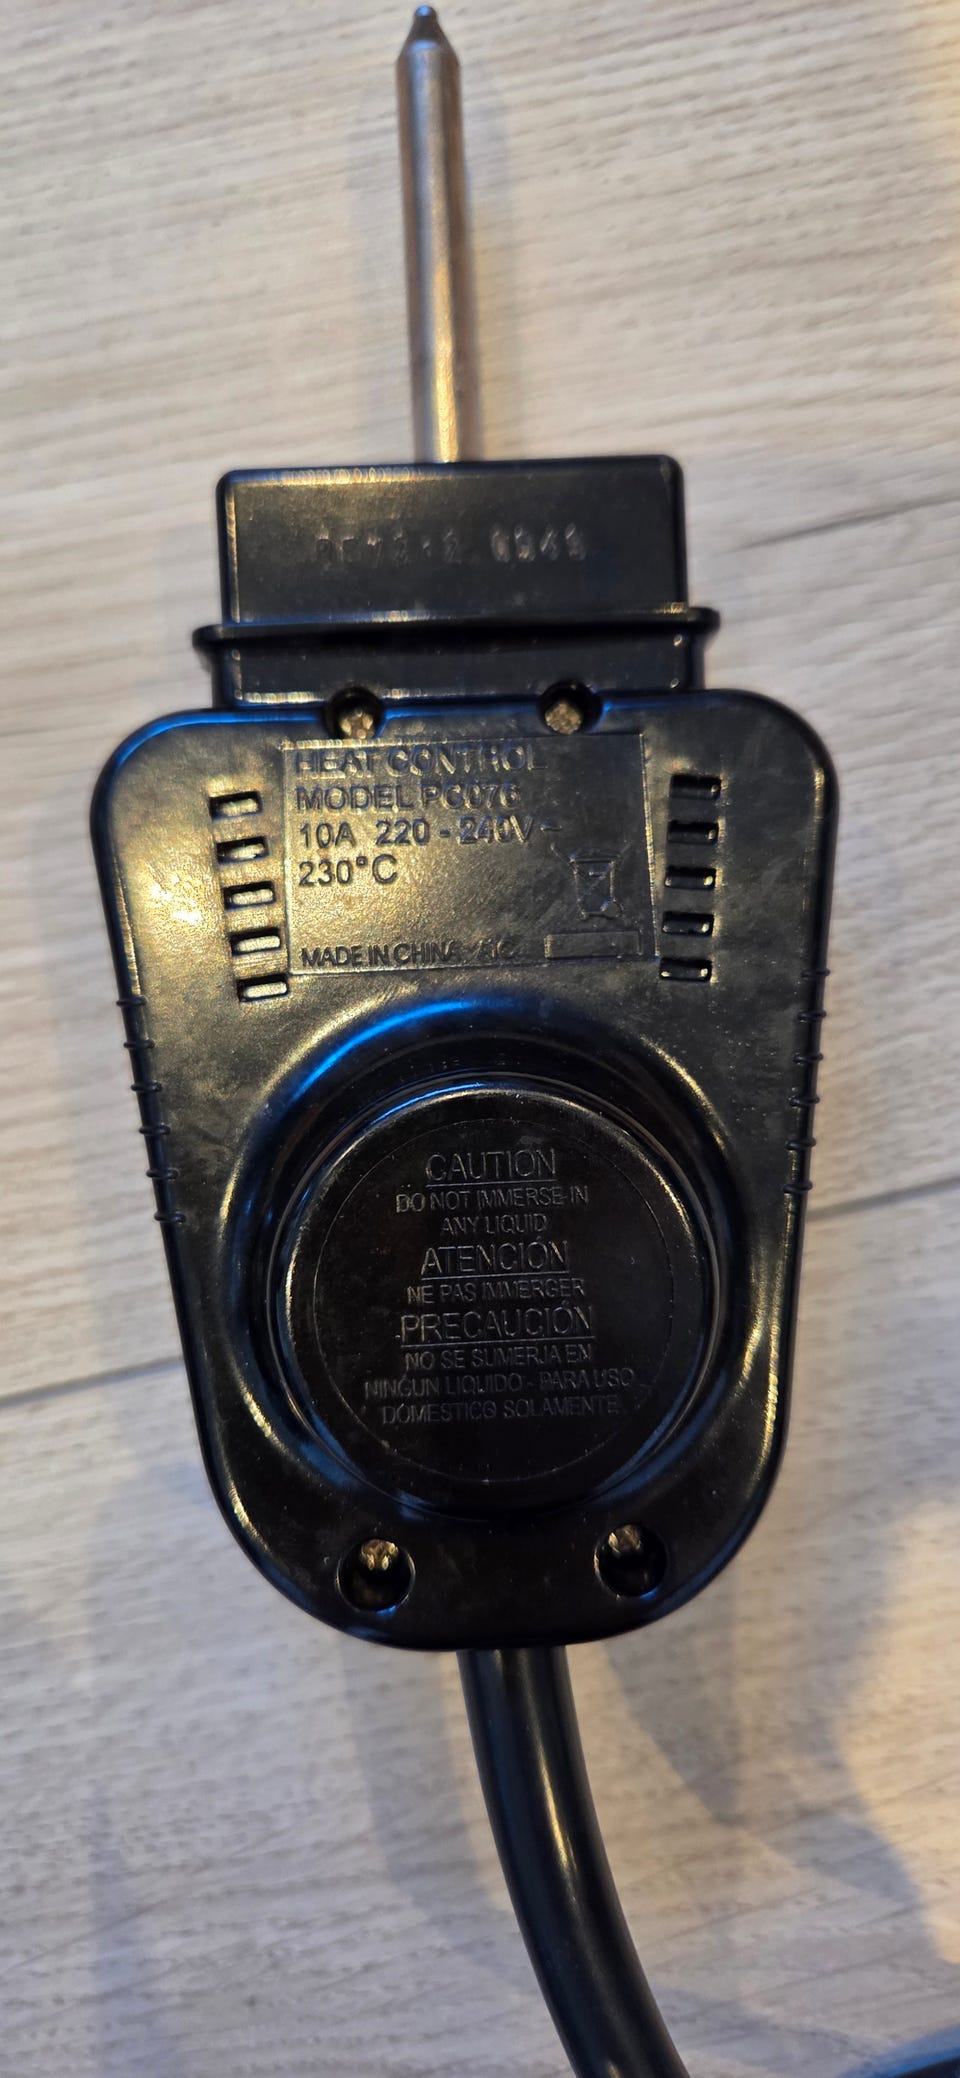 HEAT CONTROL
MODEL PC076
10A 220 - 240V~
230°C
MADE IN CHINA
CAUTION
DO NOT IMMERSE IN
ANY LIQUID
ATENCIÓN
NE PAS IMMERGER
PRECAUCIÓN
NO SE SUMERJA EN
NINGUN LIQUIDO - PARA USO
DOMESTICO SOLAMENTE